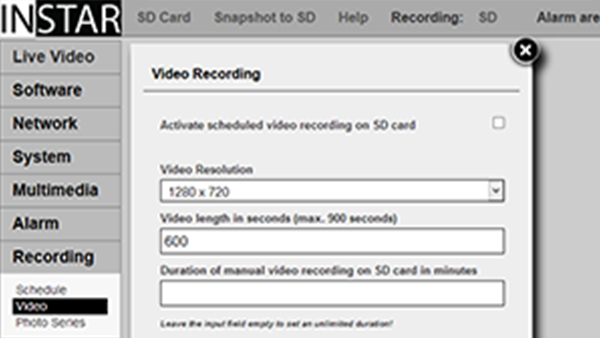 INSTAR
SD Card Snapshot to SD Help Recording: SD Alarm are
Live Video
Software
Network
System
Multimedia
Alarm
Recording
Schedule
Video
Photo Series
Video Recording
Activate scheduled video recording on SD card
Video Resolution
1280 x 720
Video length in seconds (max. 900 seconds)
600
Duration of manual video recording on SD card in minutes
Leave the input field empty to set an unlimited duration!